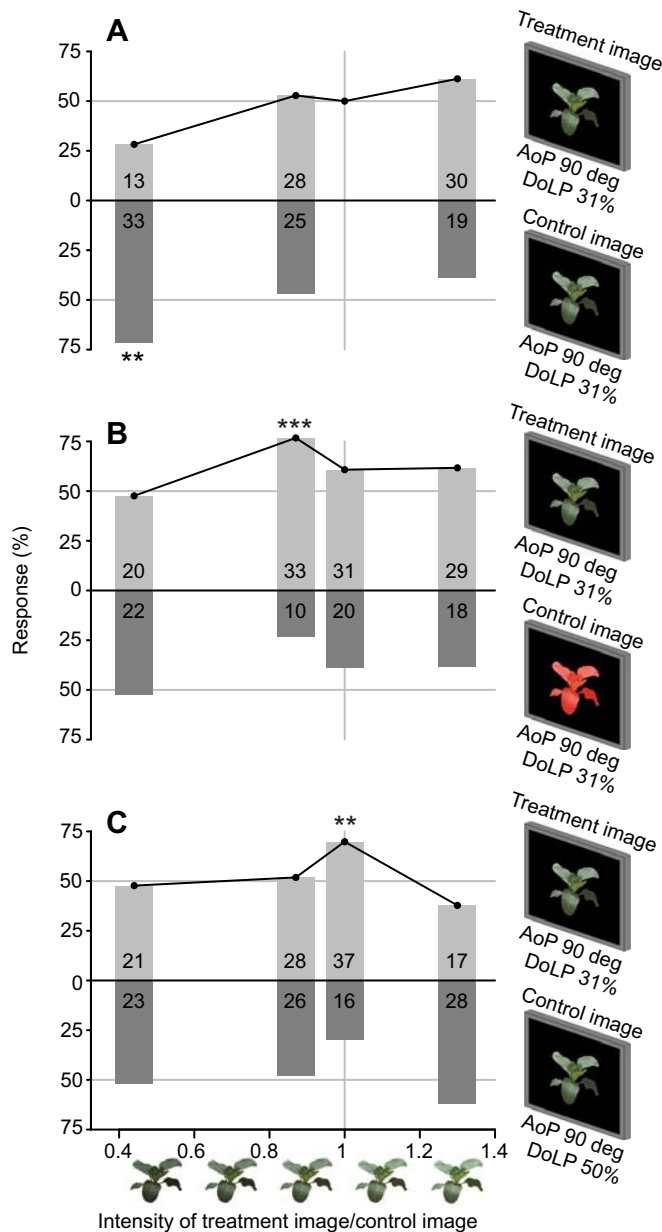 A
75
50
25
0
25
50
75
13
28
30
33
25
19
**
Treatment image
AoP 90 deg
DoLP 31%
Control image
AoP 90 deg
DoLP 31%
B
***
75
50
25
0
25
50
75
20
33
31
29
22
10
20
18
Response (%)
Treatment image
AoP 90 deg
DoLP 31%
Control image
AoP 90 deg
DoLP 31%
C
**
75
50
25
0
25
50
75
21
28
37
17
23
26
16
28
Treatment image
AoP 90 deg
DoLP 31%
Control image
AoP 90 deg
DoLP 50%
0.4 0.6 0.8 1 1.2 1.4
Intensity of treatment image/control image